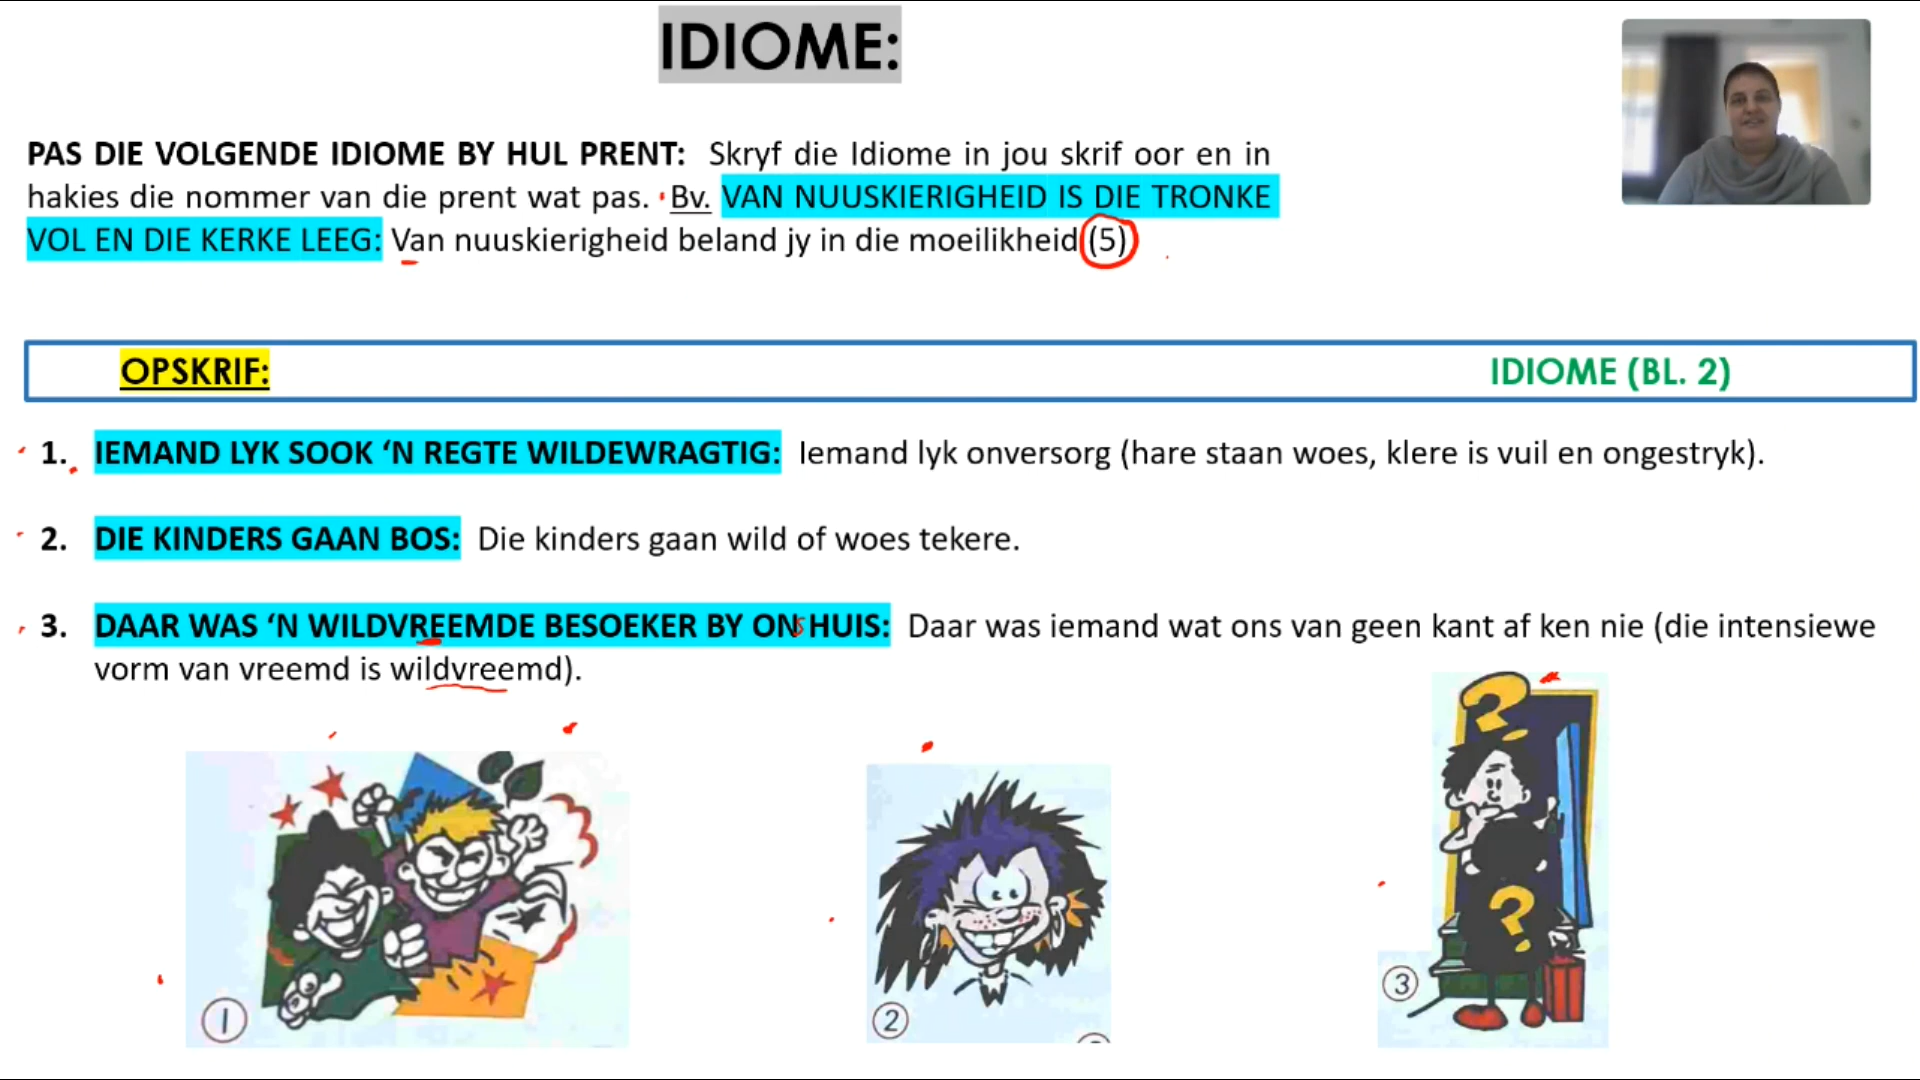 IDIOME:
PAS DIE VOLGENDE IDIOME BY HUL PRENT: Skryf die Idiome in jou skrif oor en in
hakies die nommer van die prent wat pas. Bv. VAN NUUSKIERIGHEID IS DIE TRONKE
VOL EN DIE KERKE LEEG: Van nuuskierigheid beland jy in die moeilikheid (5)
OPSKRIF: IDIOME (BL. 2)
1. IEMAND LYK SOOK ‘N REGTE WILDEWRAGTIG: Iemand lyk onversorg (hare staan woes, klere is vuil en ongestryk).
2. DIE KINDERS GAAN BOS: Die kinders gaan wild of woes tekere.
3. DAAR WAS ‘N WILDVREEMDE BESOEKER BY ONS HUIS: Daar was iemand wat ons van geen kant af ken nie (die intensiewe
vorm van vreemd is wildvreemd).
?
?
1
2
3